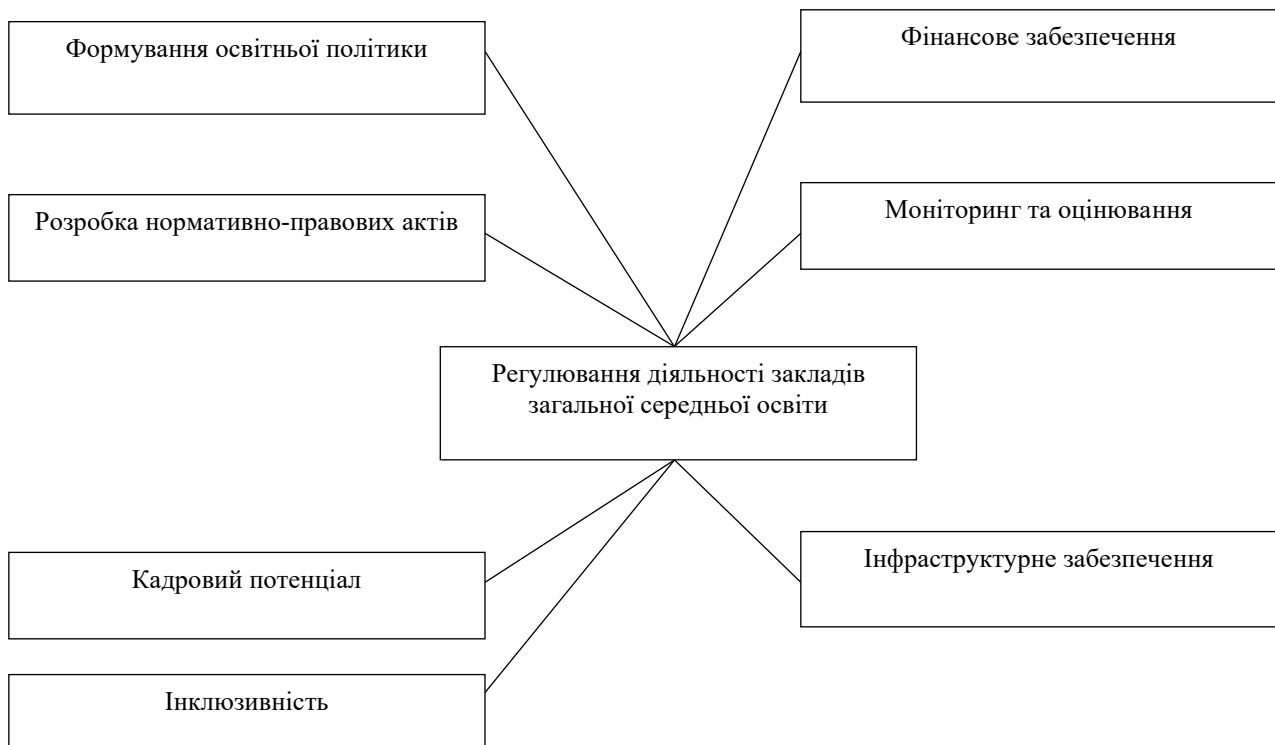 Формування освітньої політики
Фінансове забезпечення
Розробка нормативно-правових актів
Моніторинг та оцінювання
Регулювання діяльності закладів
загальної середньої освіти
Кадровий потенціал
Інфраструктурне забезпечення
Інклюзивність